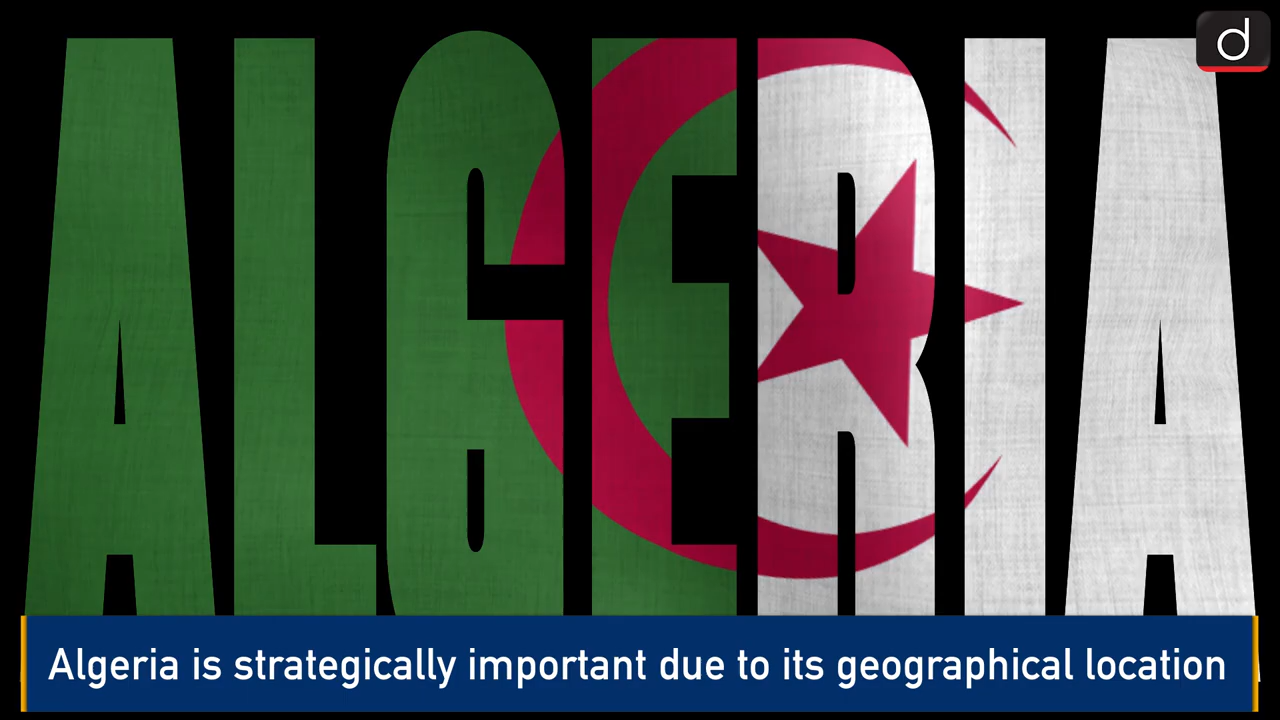 d
ALGERIA
Algeria is strategically important due to its geographical location